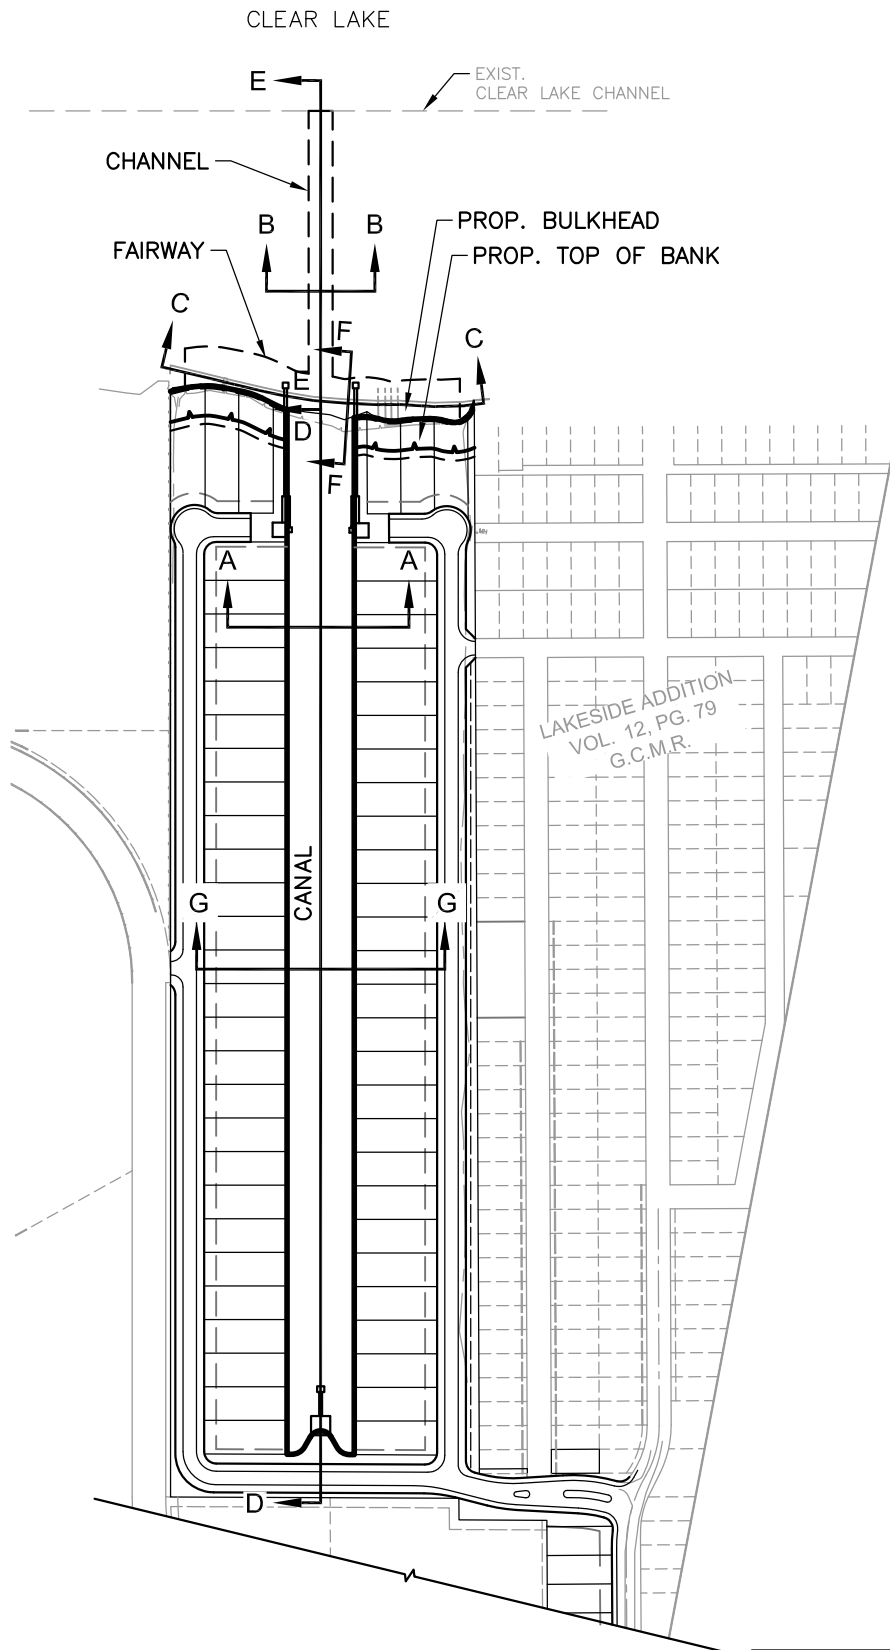 CLEAR LAKE
E
EXIST.
CLEAR LAKE CHANNEL
CHANNEL
B
B
PROP. BULKHEAD
FAIRWAY
PROP. TOP OF BANK
C
F
C
E
D
F
A
A
LAKESIDE ADDITION
VOL. 12, PG. 79
G.C.M.R.
CANAL
G
G
D